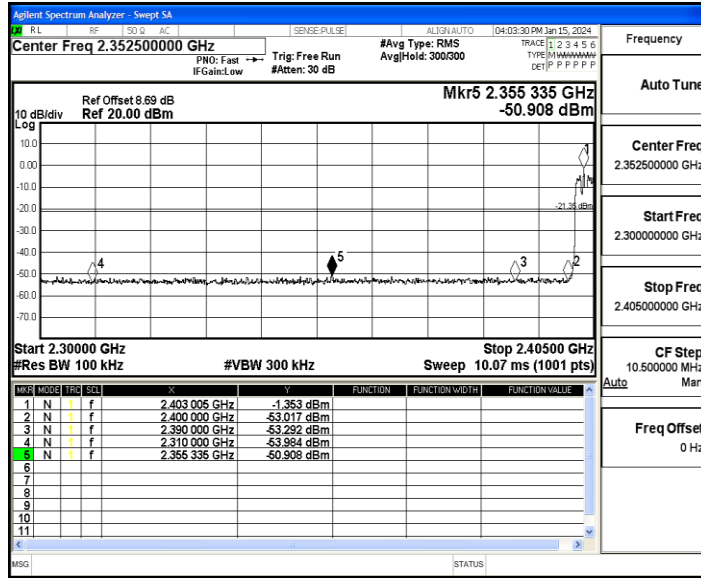 Agilent Spectrum Analyzer - Swept SA
RL RF 50 Ω AC SENSE:PULSE ALIGNAUTO 04:03:30 PM Jan 15, 2024
Center Freq 2.352500000 GHz
PNO: Fast
IFGain:Low
Trig: Free Run
#Atten: 30 dB
#Avg Type: RMS
Avg|Hold: 300/300
TRACE 1 2 3 4 5 6
TYPE M
DET P P P P P P
Frequency
Auto Tune
Center Freq
2.352500000 GHz
Start Freq
2.300000000 GHz
Stop Freq
2.405000000 GHz
CF Step
10.500000 MHz
Auto Man
Freq Offset
0 Hz
Mkr5 2.355 335 GHz
-50.908 dBm
Ref Offset 8.69 dB
10 dB/div Ref 20.00 dBm
Log
10.0
0.00
-10.0
-20.0
-30.0
-40.0
-50.0
-60.0
-70.0
1
-21.35 dBm
4
5
3
2
Start 2.30000 GHz Stop 2.40500 GHz
#Res BW 100 kHz #VBW 300 kHz Sweep 10.07 ms (1001 pts)
MKR MODE TRC SCL X Y FUNCTION FUNCTION WIDTH FUNCTION VALUE
1 N 1 f 2.403 005 GHz -1.353 dBm
2 N 1 f 2.400 000 GHz -53.017 dBm
3 N 1 f 2.390 000 GHz -53.292 dBm
4 N 1 f 2.310 000 GHz -53.984 dBm
5 N 1 f 2.355 335 GHz -50.908 dBm
6
7
8
9
10
11
MSG STATUS